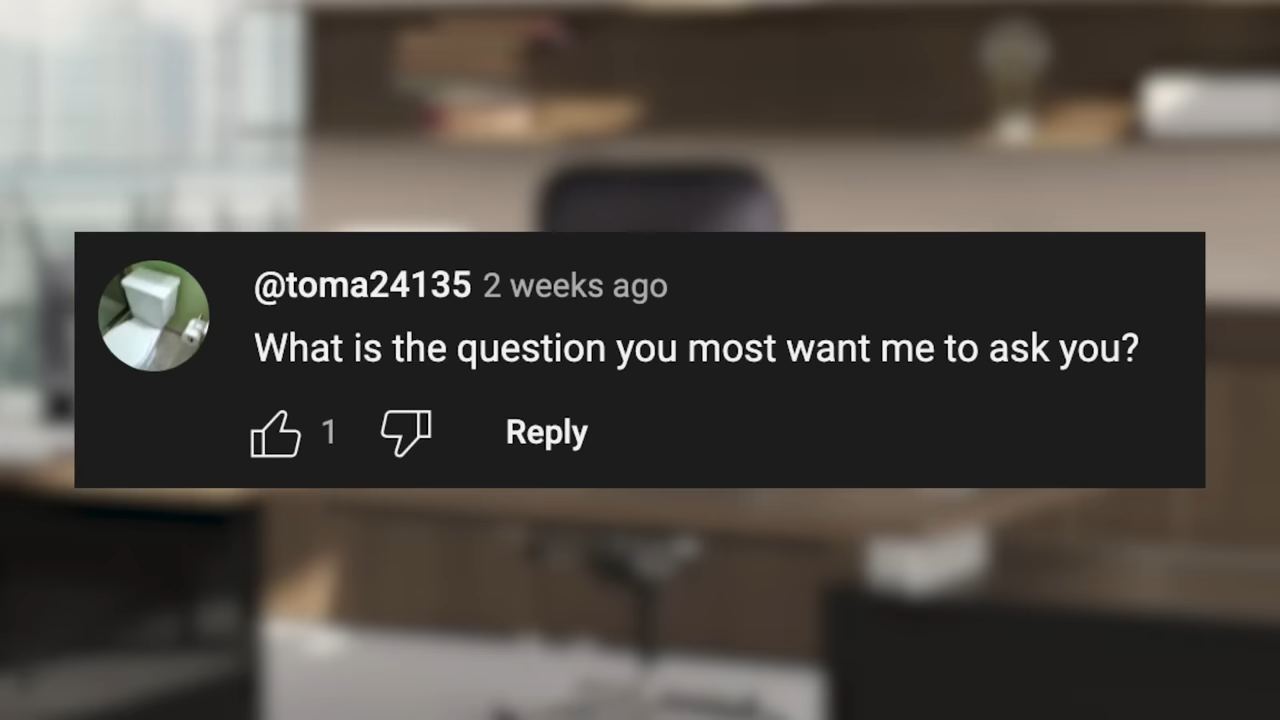 @toma24135 2 weeks ago
What is the question you most want me to ask you?
1 Reply